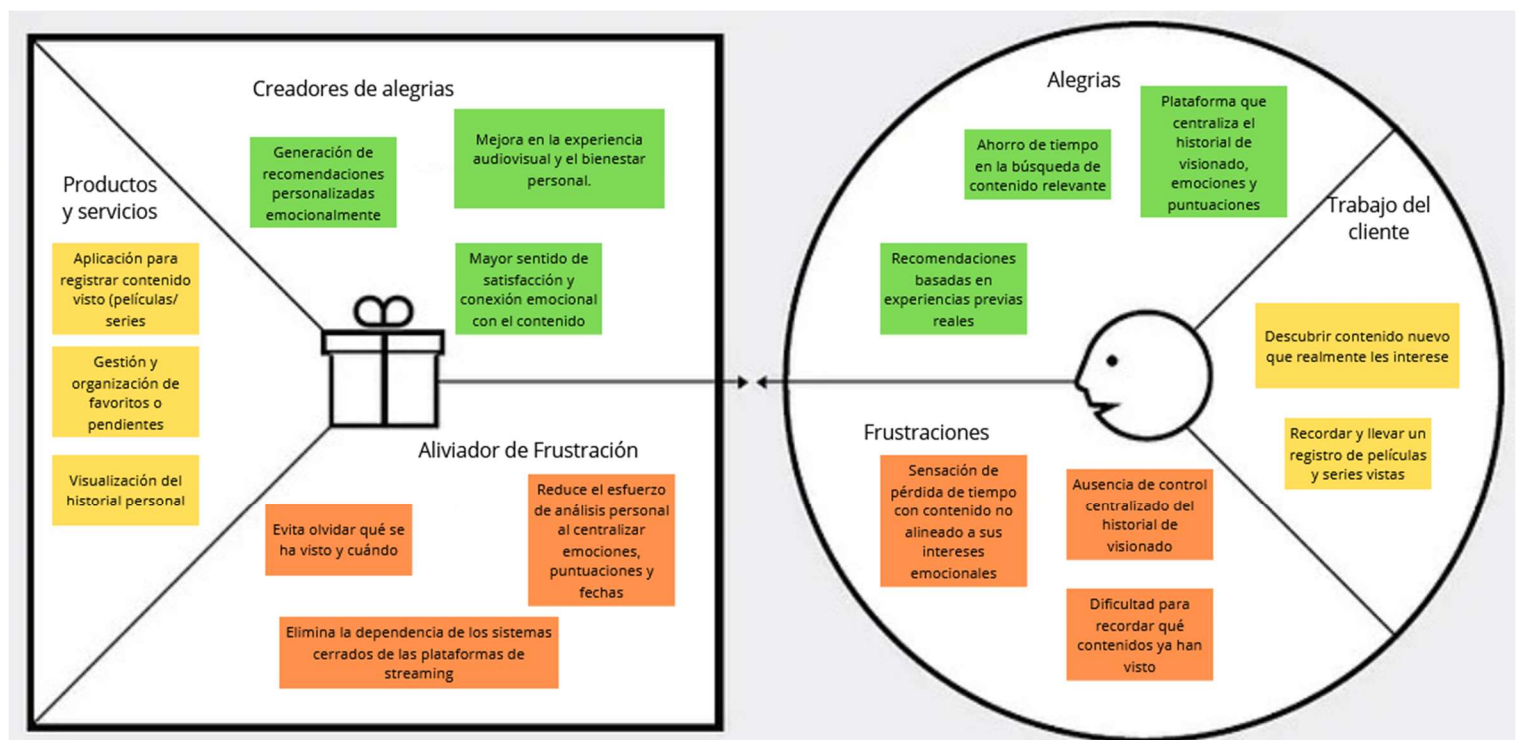 Creadores de alegrias
Generación de
recomendaciones
personalizadas
emocionalmente
Mejora en la experiencia
audiovisual y el bienestar
personal.
Mayor sentido de
satisfacción y
conexión emocional
con el contenido
Productos
y servicios
Aplicación para
registrar contenido
visto (películas/
series
Gestión y
organización de
favoritos o
pendientes
Visualización del
historial personal
Aliviador de Frustración
Evita olvidar qué se
ha visto y cuándo
Reduce el esfuerzo
de análisis personal
al centralizar
emociones,
puntuaciones y
fechas
Elimina la dependencia de los sistemas
cerrados de las plataformas de
streaming
Alegrias
Ahorro de tiempo
en la búsqueda de
contenido relevante
Plataforma que
centraliza el
historial de
visionado,
emociones y
puntuaciones
Recomendaciones
basadas en
experiencias previas
reales
Trabajo del
cliente
Descubrir contenido nuevo
que realmente les interese
Recordar y llevar un
registro de películas
y series vistas
Frustraciones
Sensación de
pérdida de tiempo
con contenido no
alineado a sus
intereses
emocionales
Ausencia de control
centralizado del
historial de
visionado
Dificultad para
recordar qué
contenidos ya han
visto